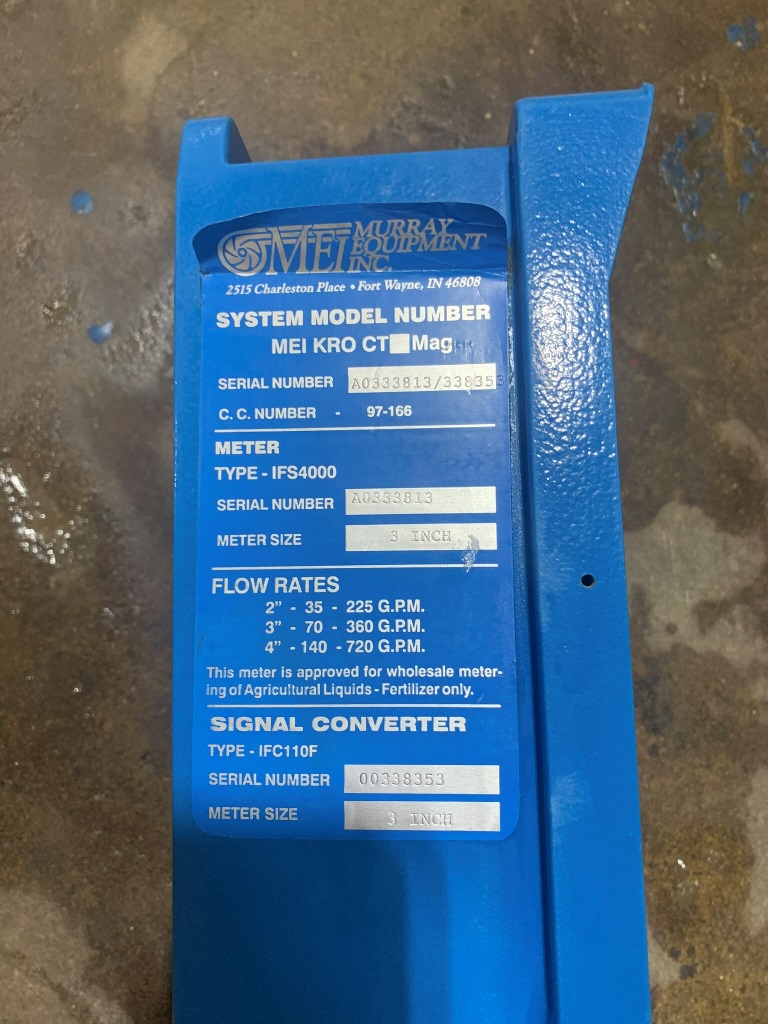 MEI MURRAY
EQUIPMENT
INC.
2515 Charleston Place • Fort Wayne, IN 46808
SYSTEM MODEL NUMBER
MEI KRO CT Mag
SERIAL NUMBER A0333813/338353
C. C. NUMBER - 97-166
METER
TYPE - IFS4000
SERIAL NUMBER A0333813
METER SIZE 3 INCH
FLOW RATES
2" - 35 - 225 G.P.M.
3" - 70 - 360 G.P.M.
4" - 140 - 720 G.P.M.
This meter is approved for wholesale meter-
ing of Agricultural Liquids - Fertilizer only.
SIGNAL CONVERTER
TYPE - IFC110F
SERIAL NUMBER 00338353
METER SIZE 3 INCH